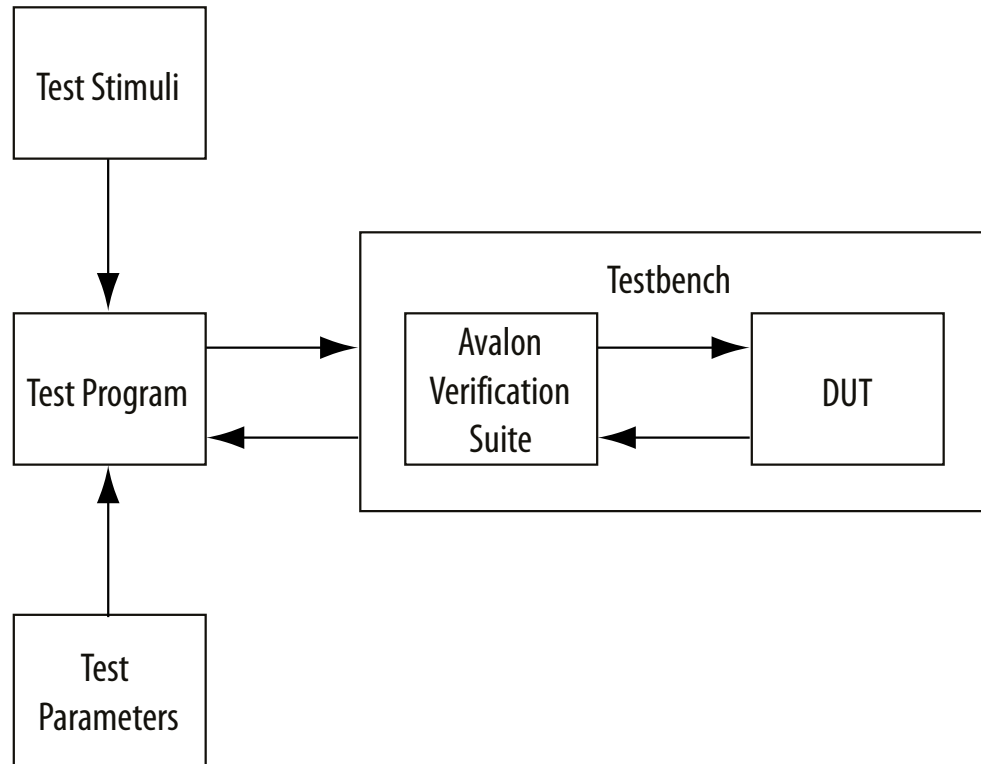 Test Stimuli
Testbench
Test Program
Avalon
Verification
Suite
DUT
Test
Parameters